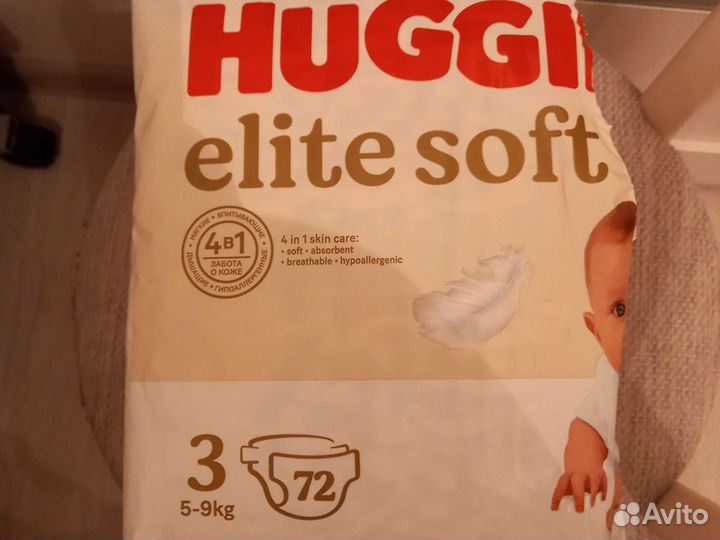 HUGGI
elite soft
МЯГКИЕ • ВПИТЫВАЮЩИЕ
4в1
ЗАБОТА
О КОЖЕ
ДЫШАЩИЕ • ГИПОАЛЛЕРГЕННЫЕ
4 in 1 skin care:
• soft • absorbent
• breathable • hypoallergenic
3
72
5-9kg
Avito